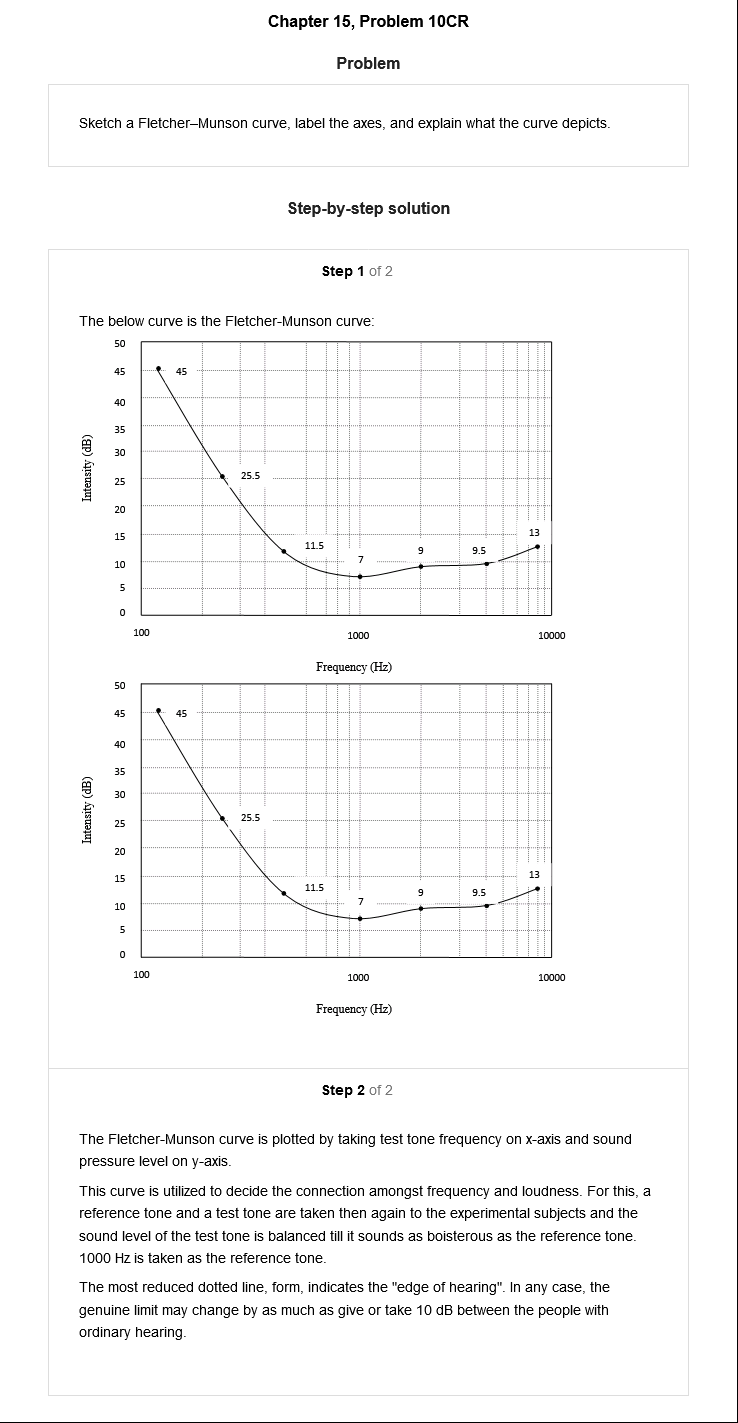 Chapter 15, Problem 10CR
Problem
Sketch a Fletcher–Munson curve, label the axes, and explain what the curve depicts.
Step-by-step solution
Step 1 of 2
The below curve is the Fletcher-Munson curve:
50
45
40
35
30
25
20
15
10
5
0
Intensity (dB)
45
25.5
11.5
7
9
9.5
13
100
1000
10000
Frequency (Hz)
50
45
40
35
30
25
20
15
10
5
0
Intensity (dB)
45
25.5
11.5
7
9
9.5
13
100
1000
10000
Frequency (Hz)
Step 2 of 2
The Fletcher-Munson curve is plotted by taking test tone frequency on x-axis and sound
pressure level on y-axis.
This curve is utilized to decide the connection amongst frequency and loudness. For this, a
reference tone and a test tone are taken then again to the experimental subjects and the
sound level of the test tone is balanced till it sounds as boisterous as the reference tone.
1000 Hz is taken as the reference tone.
The most reduced dotted line, form, indicates the "edge of hearing". In any case, the
genuine limit may change by as much as give or take 10 dB between the people with
ordinary hearing.